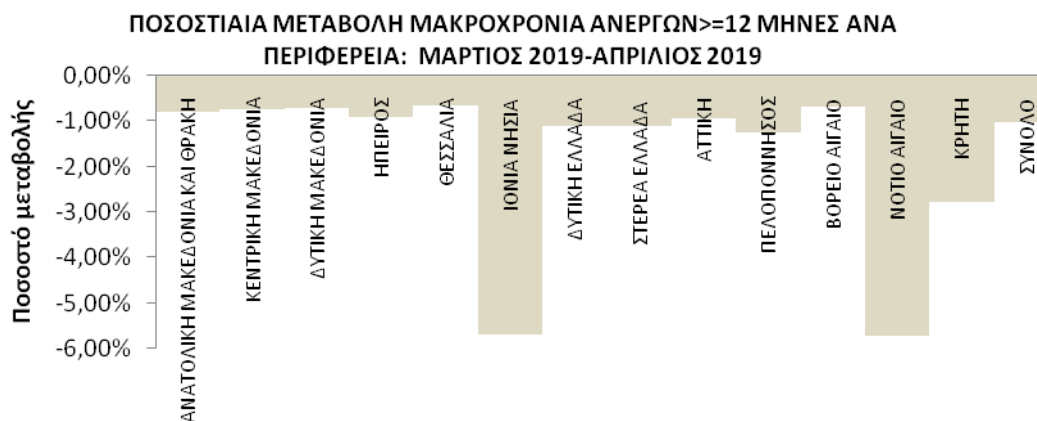 ΠΟΣΟΣΤΙΑΙΑ ΜΕΤΑΒΟΛΗ ΜΑΚΡΟΧΡΟΝΙΑ ΑΝΕΡΓΩΝ>=12 ΜΗΝΕΣ ΑΝΑ
ΠΕΡΙΦΕΡΕΙΑ: ΜΑΡΤΙΟΣ 2019-ΑΠΡΙΛΙΟΣ 2019
Ποσοστό μεταβολής
0,00%
-1,00%
-2,00%
-3,00%
-4,00%
-5,00%
-6,00%
ΑΝΑΤΟΛΙΚΗ ΜΑΚΕΔΟΝΙΑ ΚΑΙ ΘΡΑΚΗ
ΚΕΝΤΡΙΚΗ ΜΑΚΕΔΟΝΙΑ
ΔΥΤΙΚΗ ΜΑΚΕΔΟΝΙΑ
ΗΠΕΙΡΟΣ
ΘΕΣΣΑΛΙΑ
ΙΟΝΙΑ ΝΗΣΙΑ
ΔΥΤΙΚΗ ΕΛΛΑΔΑ
ΣΤΕΡΕΑ ΕΛΛΑΔΑ
ΑΤΤΙΚΗ
ΠΕΛΟΠΟΝΝΗΣΟΣ
ΒΟΡΕΙΟ ΑΙΓΑΙΟ
ΝΟΤΙΟ ΑΙΓΑΙΟ
ΚΡΗΤΗ
ΣΥΝΟΛΟ